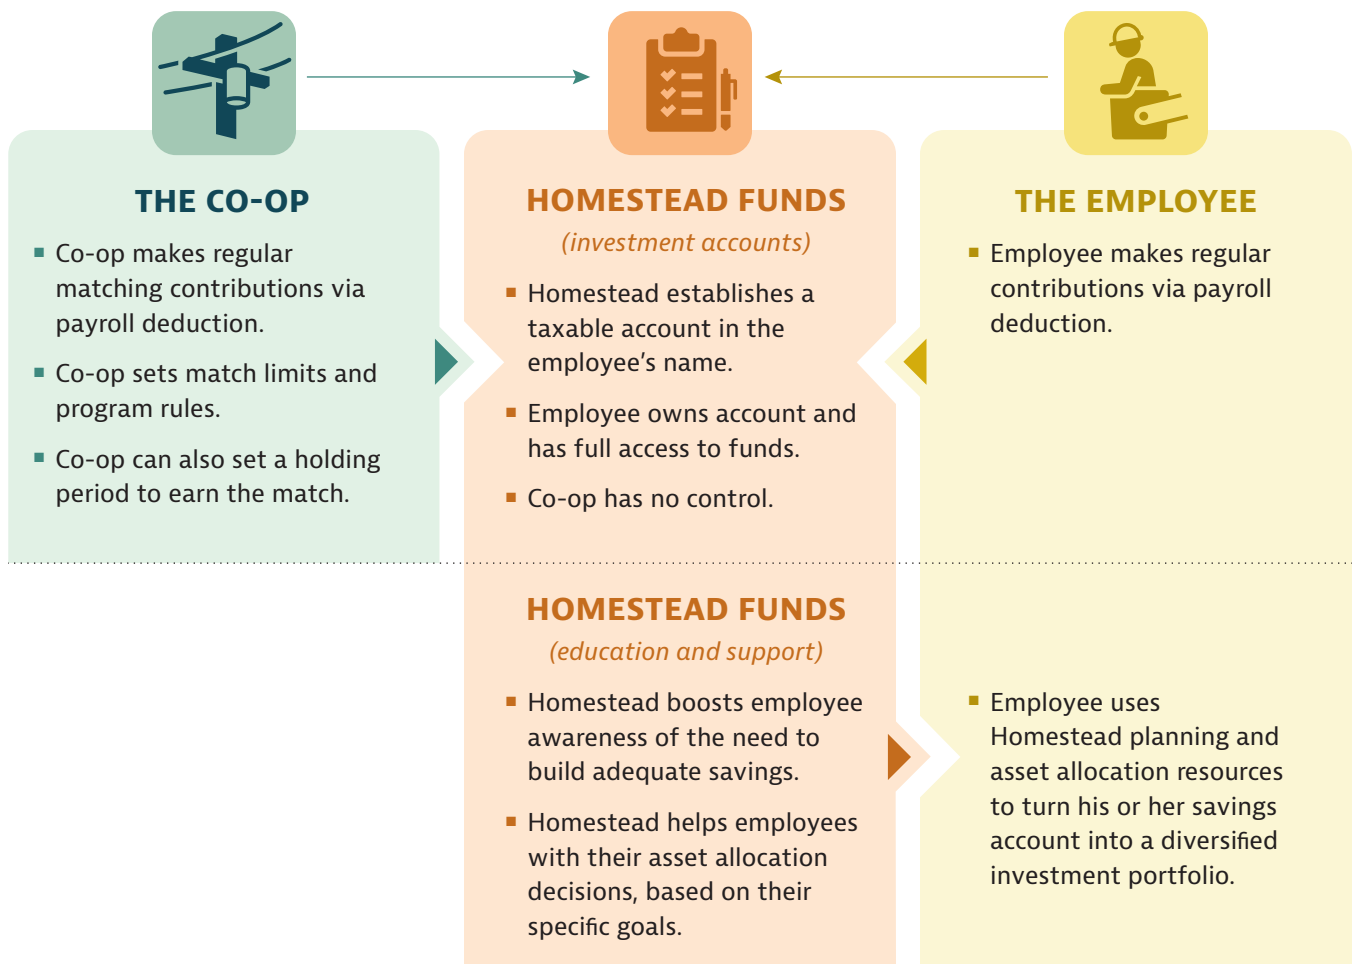 THE CO-OP
Co-op makes regular
matching contributions via
payroll deduction.
Co-op sets match limits and
program rules.
Co-op can also set a holding
period to earn the match.
HOMESTEAD FUNDS
(investment accounts)
Homestead establishes a
taxable account in the
employee’s name.
Employee owns account and
has full access to funds.
Co-op has no control.
THE EMPLOYEE
Employee makes regular
contributions via payroll
deduction.
HOMESTEAD FUNDS
(education and support)
Homestead boosts employee
awareness of the need to
build adequate savings.
Homestead helps employees
with their asset allocation
decisions, based on their
specific goals.
Employee uses
Homestead planning and
asset allocation resources
to turn his or her savings
account into a diversified
investment portfolio.